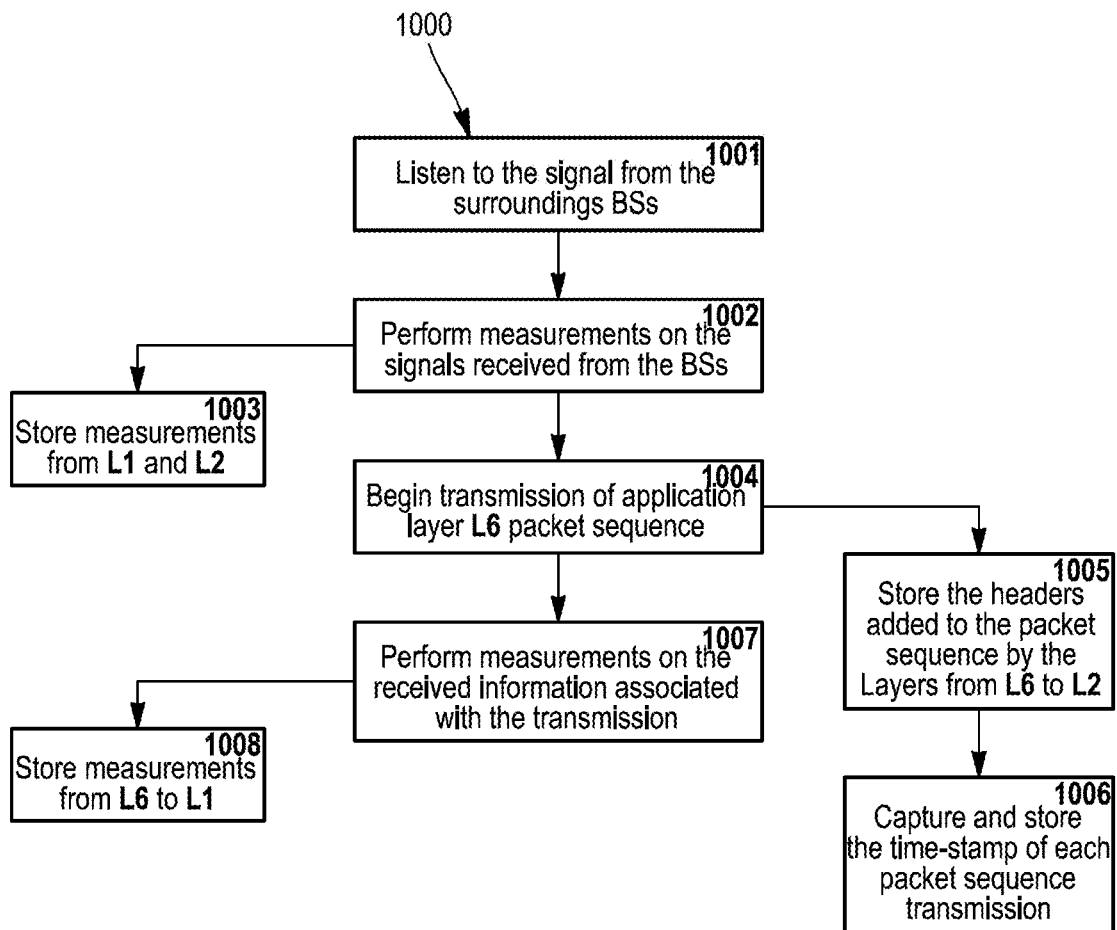 1000
1001
Listen to the signal from the
surroundings BSs
1002
Perform measurements on the
signals received from the BSs
1003
Store measurements
from L1 and L2
1004
Begin transmission of application
layer L6 packet sequence
1005
Store the headers
added to the packet
sequence by the
Layers from L6 to L2
1007
Perform measurements on the
received information associated
with the transmission
1008
Store measurements
from L6 to L1
1006
Capture and store
the time-stamp of each
packet sequence
transmission